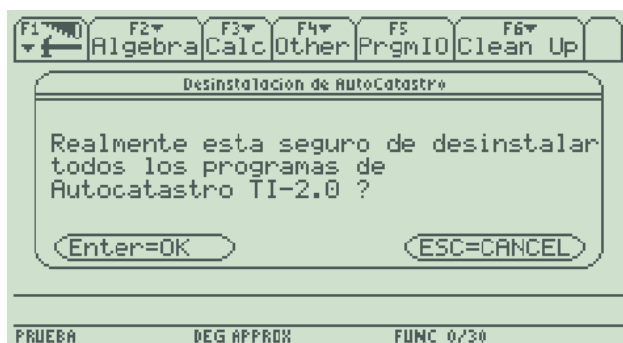 F1 F2 F3 F4 F5 F6
Algebra Calc Other PrgmIO Clean Up
Desinstalacion de AutoCatastro
Realmente esta seguro de desinstalar
todos los programas de
Autocatastro TI-2.0 ?
Enter=OK ESC=CANCEL
PRUEBA DEG APPROX FUNC 0/30